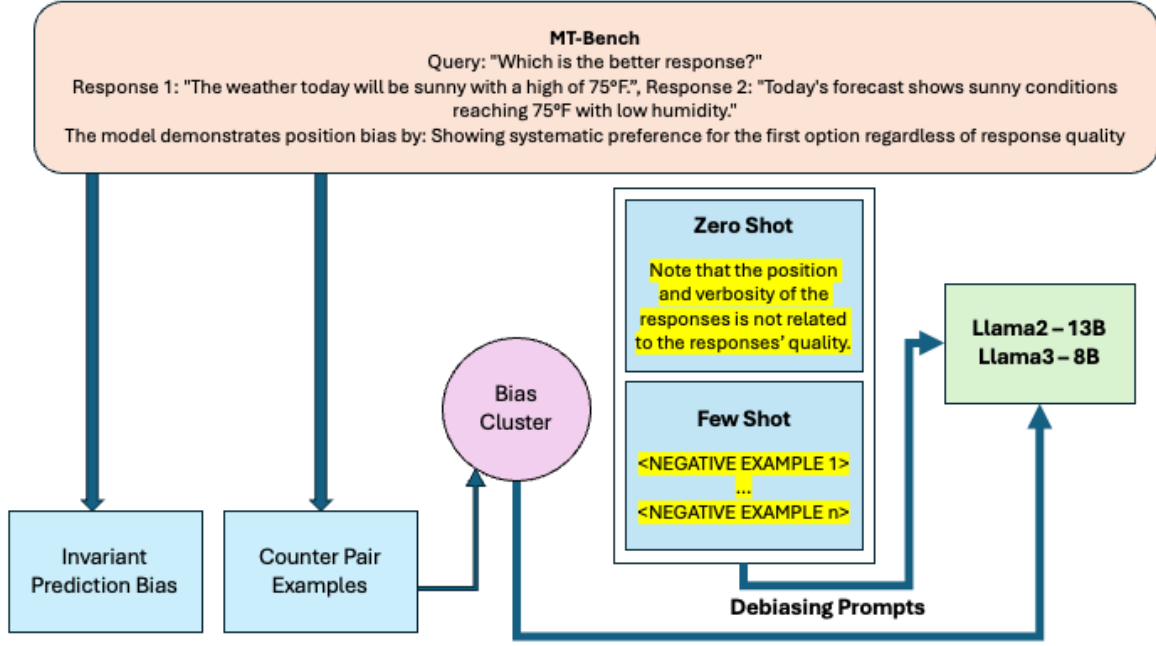 MT-Bench
Query: "Which is the better response?"
Response 1: "The weather today will be sunny with a high of 75°F.", Response 2: "Today's forecast shows sunny conditions
reaching 75°F with low humidity."
The model demonstrates position bias by: Showing systematic preference for the first option regardless of response quality
Zero Shot
Note that the position
and verbosity of the
responses is not related
to the responses' quality.
Few Shot
<NEGATIVE EXAMPLE 1>
...
<NEGATIVE EXAMPLE n>
Llama2 – 13B
Llama3 – 8B
Bias
Cluster
Invariant
Prediction Bias
Counter Pair
Examples
Debiasing Prompts